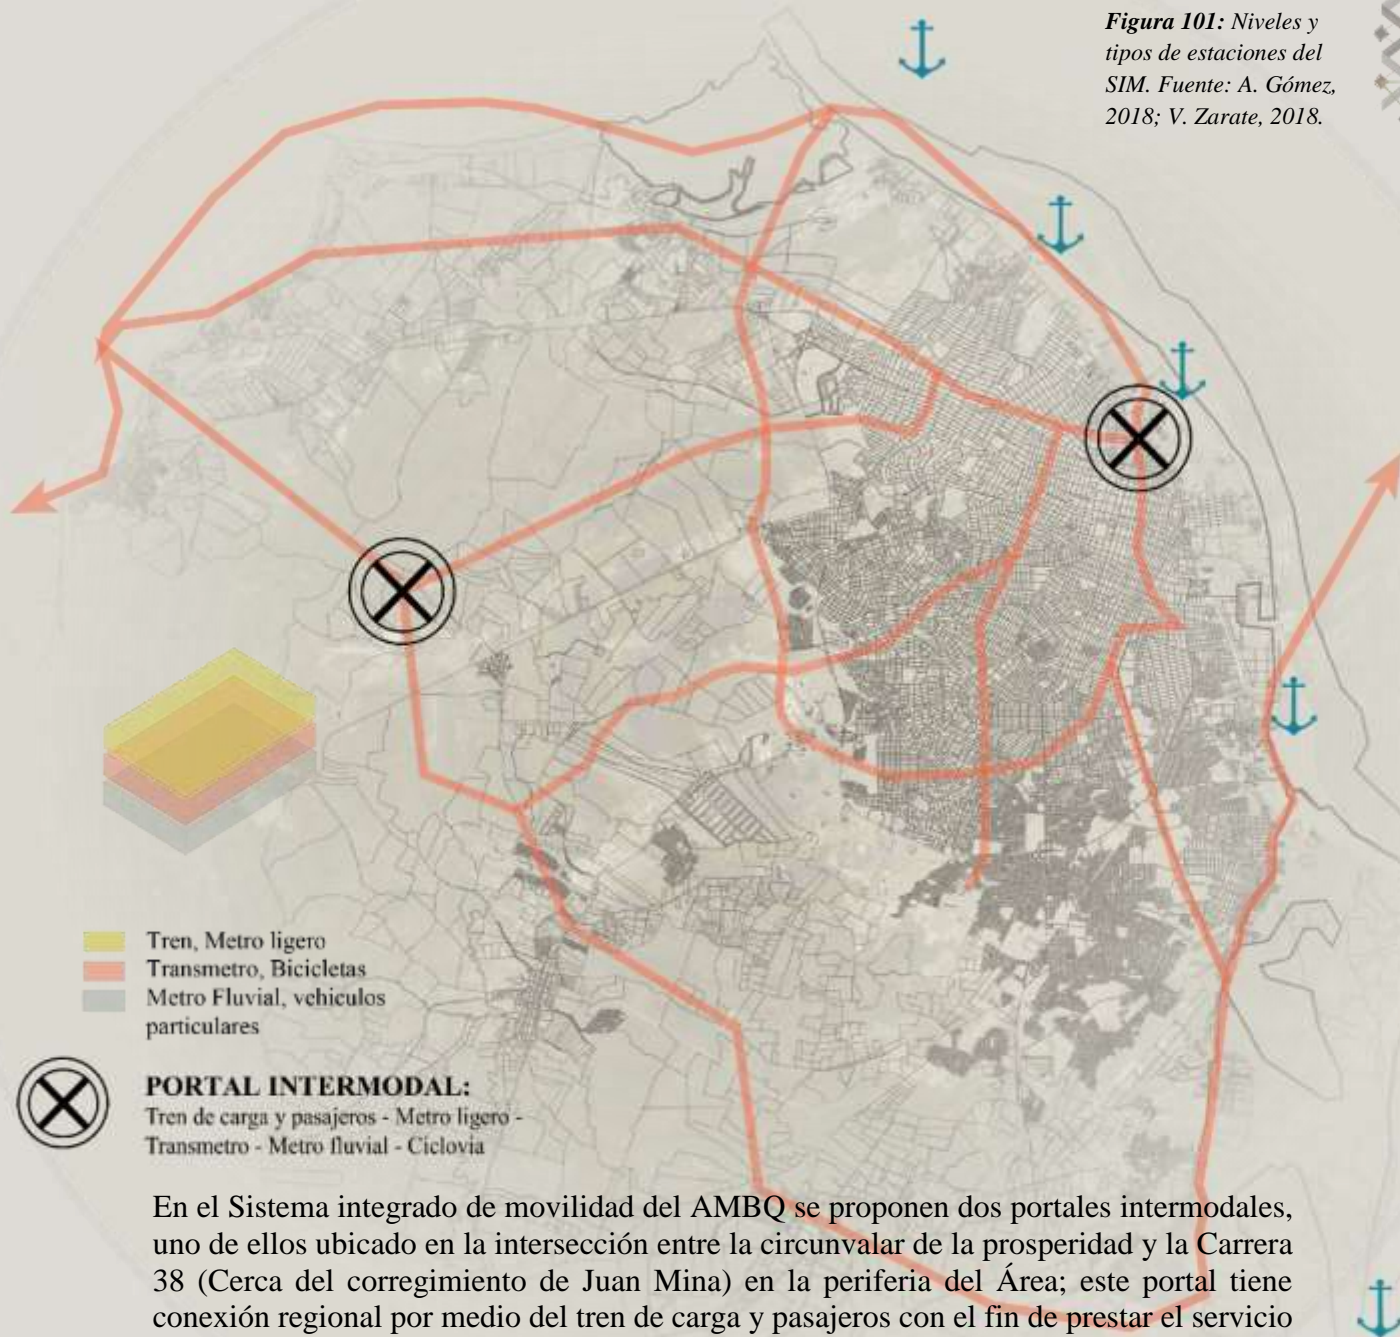 Figura 101: Niveles y
tipos de estaciones del
SIM. Fuente: A. Gómez,
2018; V. Zarate, 2018.
Tren, Metro ligero
Transmetro, Bicicletas
Metro Fluvial, vehiculos
particulares
PORTAL INTERMODAL:
Tren de carga y pasajeros - Metro ligero -
Transmetro - Metro fluvial - Ciclovia
En el Sistema integrado de movilidad del AMBQ se proponen dos portales intermodales,
uno de ellos ubicado en la intersección entre la circunvalar de la prosperidad y la Carrera
38 (Cerca del corregimiento de Juan Mina) en la periferia del Área; este portal tiene
conexión regional por medio del tren de carga y pasajeros con el fin de prestar el servicio